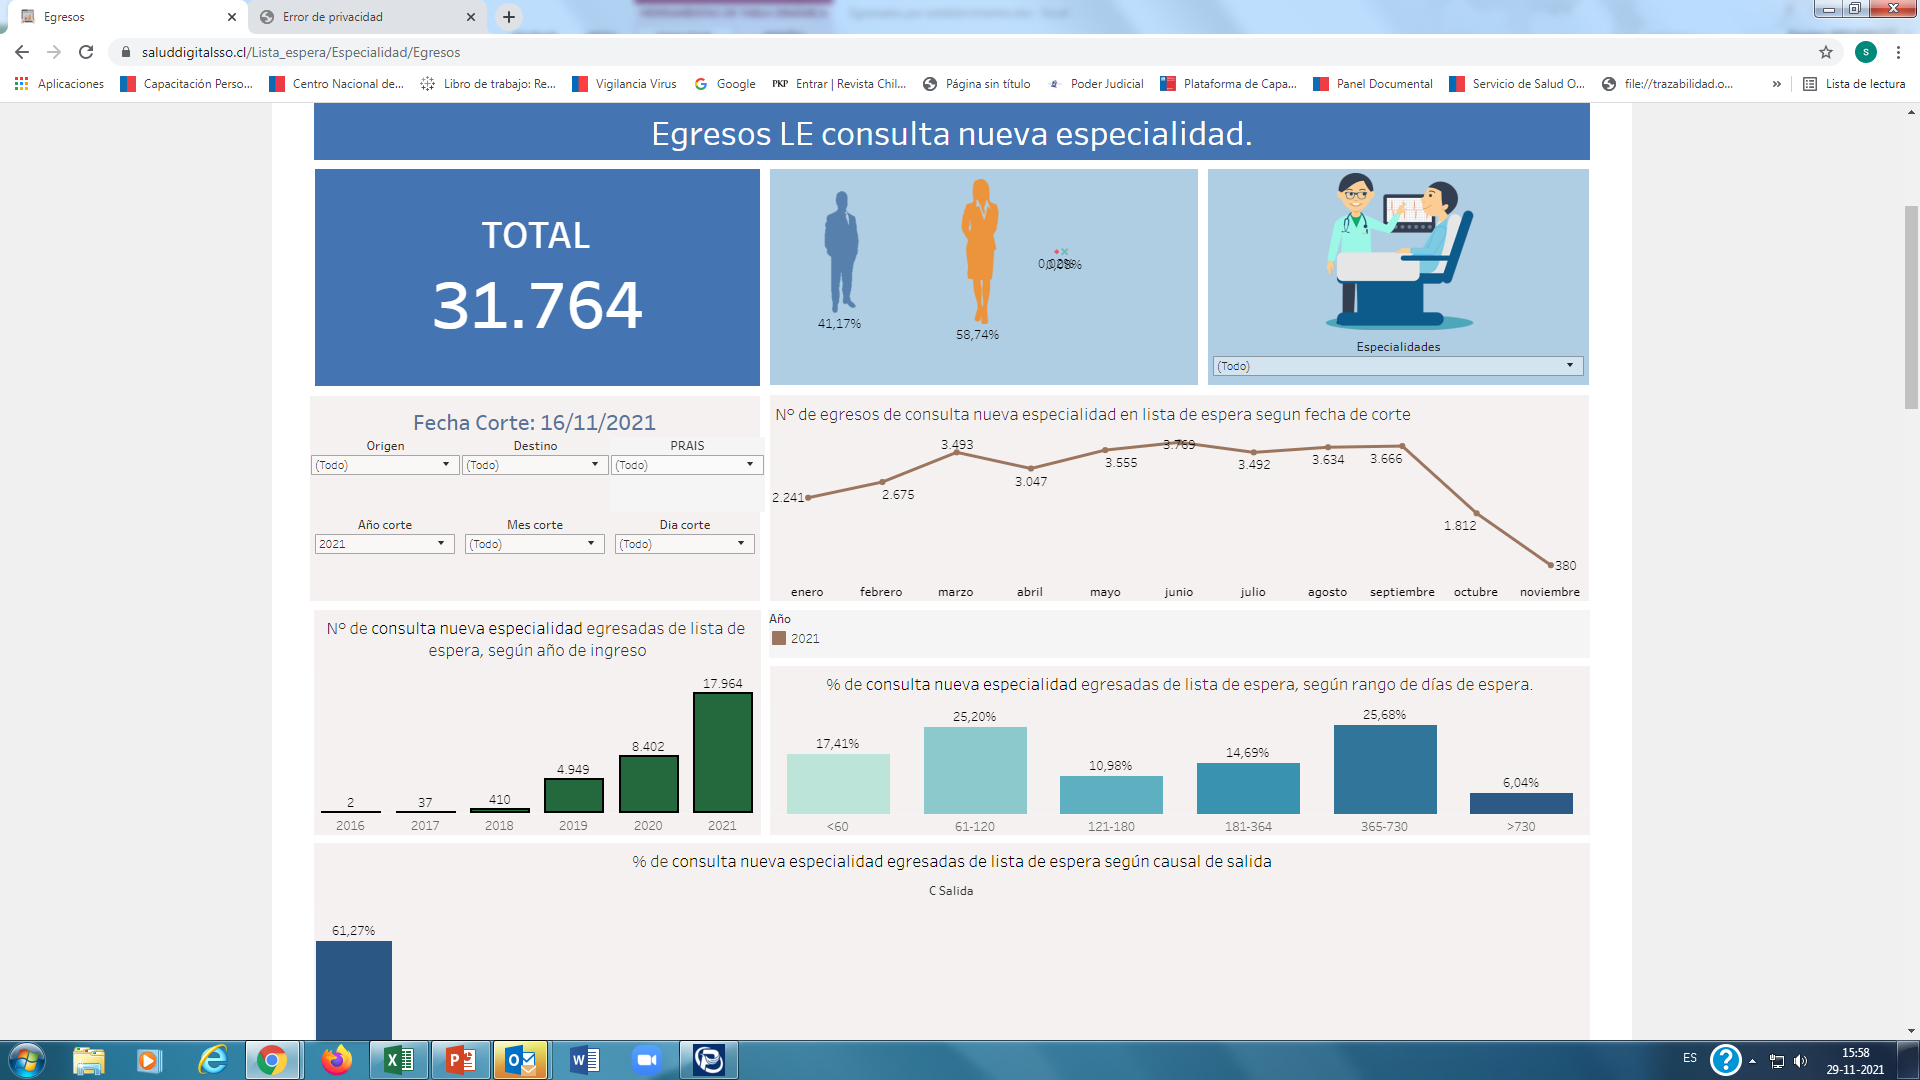 Egresos
Error de privacidad
saluddigitalsso.cl/Lista_espera/Especialidad/Egresos
S
Aplicaciones
Capacitación Perso...
Centro Nacional de...
Libro de trabajo: Re...
Vigilancia Virus
Google
PKP Entrar | Revista Chil...
Página sin título
Poder Judicial
Plataforma de Capa...
Panel Documental
Servicio de Salud O...
file://trazabilidad.o...
»
Lista de lectura
Egresos LE consulta nueva especialidad.
TOTAL
31.764
41,17%
58,74%
Especialidades
(Todo)
Fecha Corte: 16/11/2021
Origen Destino PRAIS
(Todo) (Todo) (Todo)
Año corte Mes corte Dia corte
2021 (Todo) (Todo)
Nº de egresos de consulta nueva especialidad en lista de espera segun fecha de corte
2.241 2.675 3.493 3.047 3.555 3.769 3.492 3.634 3.666 1.812 380
enero febrero marzo abril mayo junio julio agosto septiembre octubre noviembre
Año
2021
Nº de consulta nueva especialidad egresadas de lista de
espera, según año de ingreso
2 37 410 4.949 8.402 17.964
2016 2017 2018 2019 2020 2021
% de consulta nueva especialidad egresadas de lista de espera, según rango de días de espera.
17,41% 25,20% 10,98% 14,69% 25,68% 6,04%
<60 61-120 121-180 181-364 365-730 >730
% de consulta nueva especialidad egresadas de lista de espera según causal de salida
C Salida
61,27%
ES
15:58
29-11-2021